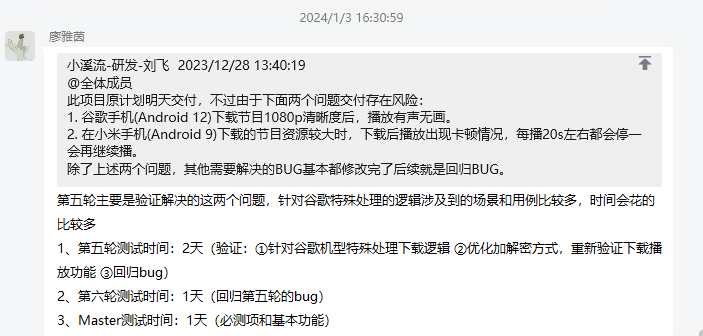 2024/1/3 16:30:59
廖雅茵
小溪流-研发-刘飞 2023/12/28 13:40:19
@全体成员
此项目原计划明天交付，不过由于下面两个问题交付存在风险：
1. 谷歌手机(Android 12)下载节目1080p清晰度后，播放有声无画。
2. 在小米手机(Android 9)下载的节目资源较大时，下载后播放出现卡顿情况，每播20s左右都会停一
会再继续播。
除了上述两个问题，其他需要解决的BUG基本都修改完了后续就是回归BUG。
第五轮主要是验证解决的这两个问题，针对谷歌特殊处理的逻辑涉及到的场景和用例比较多，时间会花的
比较多
1、第五轮测试时间：2天（验证：①针对谷歌机型特殊处理下载逻辑 ②优化加解密方式，重新验证下载播
放功能 ③回归bug）
2、第六轮测试时间：1天（回归第五轮的bug）
3、Master测试时间：1天（必测项和基本功能）